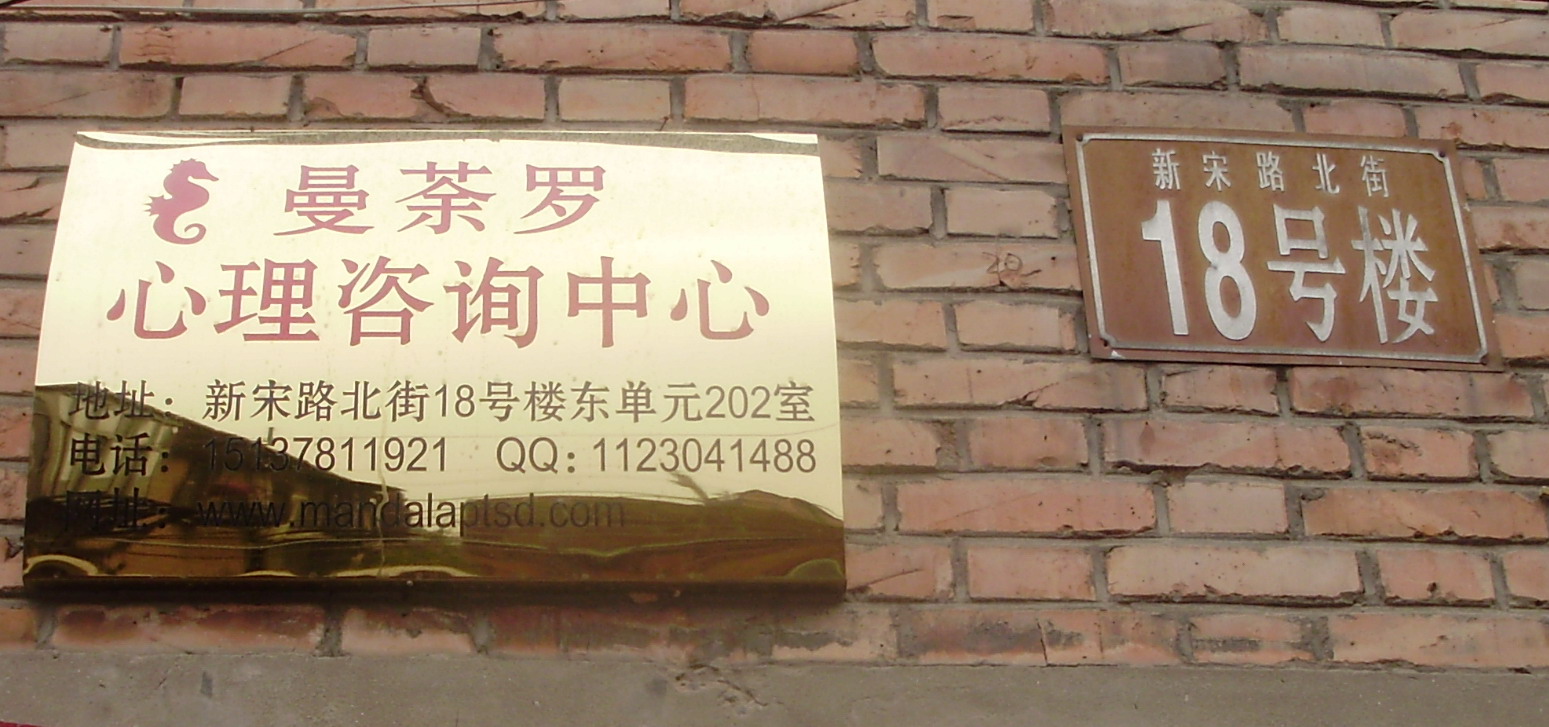 曼荼罗
心理咨询中心
地址：新宋路北街18号楼东单元202室
电话：15137811921 QQ：1123041488
网址：www.mandalaptsd.com
新宋路北街
18号楼